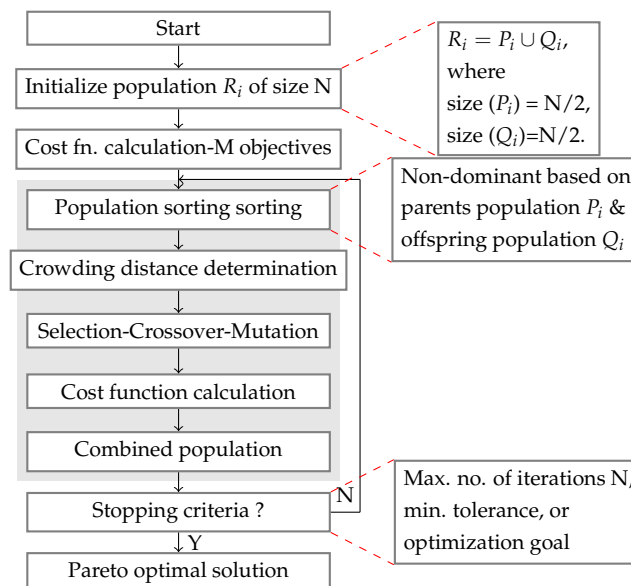 Start
Initialize population R_i of size N
Cost fn. calculation-M objectives
Population sorting sorting
Crowding distance determination
Selection-Crossover-Mutation
Cost function calculation
Combined population
Stopping criteria ?
N
Y
Pareto optimal solution
R_i = P_i ∪ Q_i,
where
size (P_i) = N/2,
size (Q_i)=N/2.
Non-dominant based on
parents population P_i &
offspring population Q_i
Max. no. of iterations N,
min. tolerance, or
optimization goal